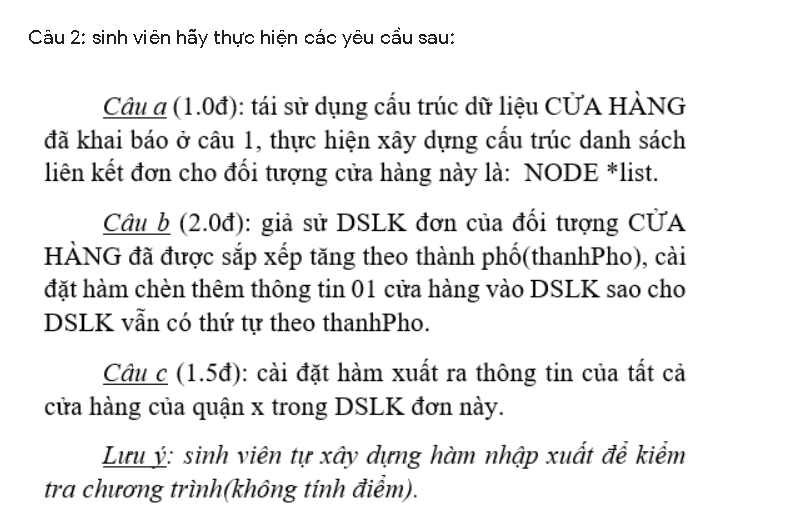 Câu 2: sinh viên hãy thực hiện các yêu cầu sau:
Câu a (1.0đ): tái sử dụng cấu trúc dữ liệu CỬA HÀNG
đã khai báo ở câu 1, thực hiện xây dựng cấu trúc danh sách
liên kết đơn cho đối tượng cửa hàng này là: NODE *list.
Câu b (2.0đ): giả sử DSLK đơn của đối tượng CỬA
HÀNG đã được sắp xếp tăng theo thành phố(thanhPho), cài
đặt hàm chèn thêm thông tin 01 cửa hàng vào DSLK sao cho
DSLK vẫn có thứ tự theo thanhPho.
Câu c (1.5đ): cài đặt hàm xuất ra thông tin của tất cả
cửa hàng của quận x trong DSLK đơn này.
Lưu ý: sinh viên tự xây dựng hàm nhập xuất để kiểm
tra chương trình(không tính điểm).